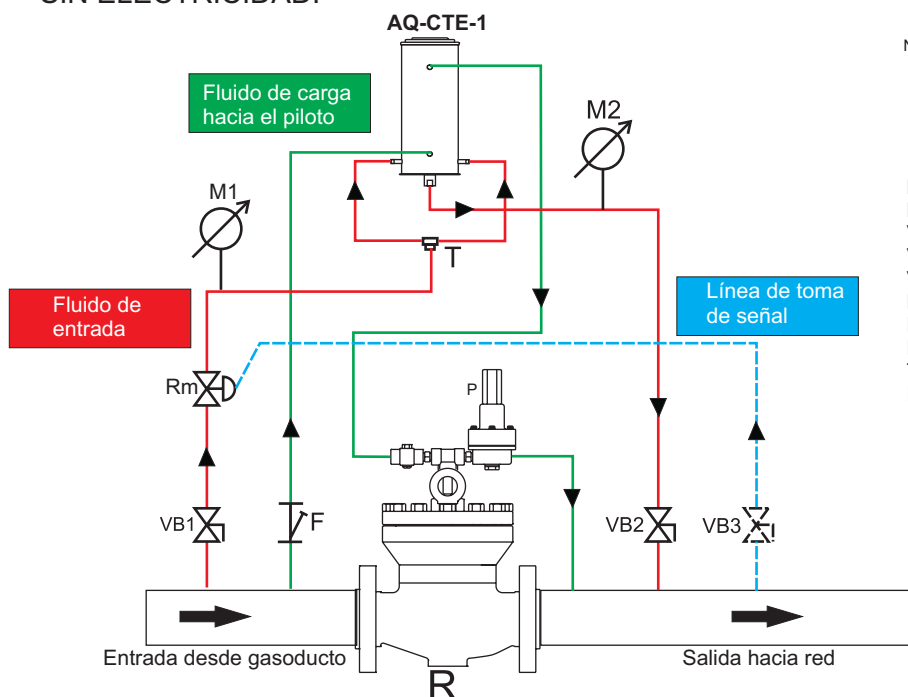 AQ-CTE-1
Fluido de carga
hacia el piloto
M2
M1
T
Fluido de
entrada
Línea de toma
de señal
Rm
P
VB1
F
VB2
VB3
Entrada desde gasoducto
Salida hacia red
R